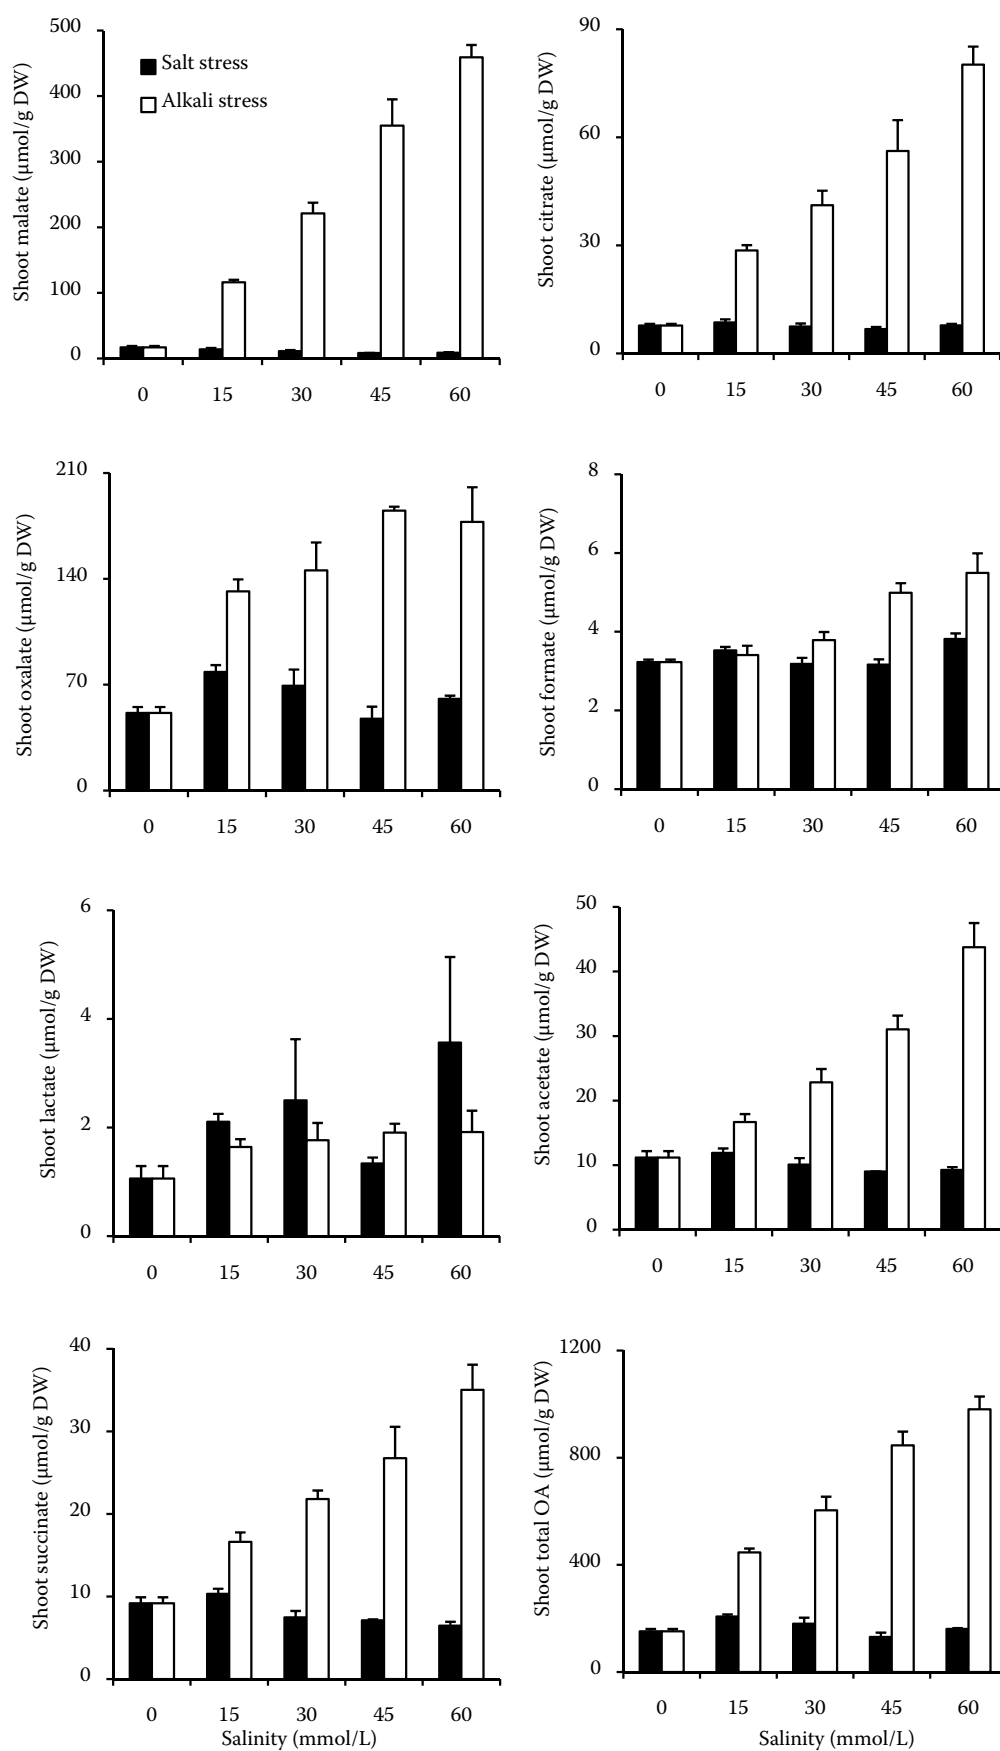 Shoot malate (μmol/g DW)
500
400
300
200
100
0
Salt stress
Alkali stress
0 15 30 45 60
Shoot citrate (μmol/g DW)
90
60
30
0
0 15 30 45 60
Shoot oxalate (μmol/g DW)
210
140
70
0
0 15 30 45 60
Shoot formate (μmol/g DW)
8
6
4
2
0
0 15 30 45 60
Shoot lactate (μmol/g DW)
6
4
2
0
0 15 30 45 60
Shoot acetate (μmol/g DW)
50
40
30
20
10
0
0 15 30 45 60
Shoot succinate (μmol/g DW)
40
30
20
10
0
0 15 30 45 60
Salinity (mmol/L)
Shoot total OA (μmol/g DW)
1200
800
400
0
0 15 30 45 60
Salinity (mmol/L)